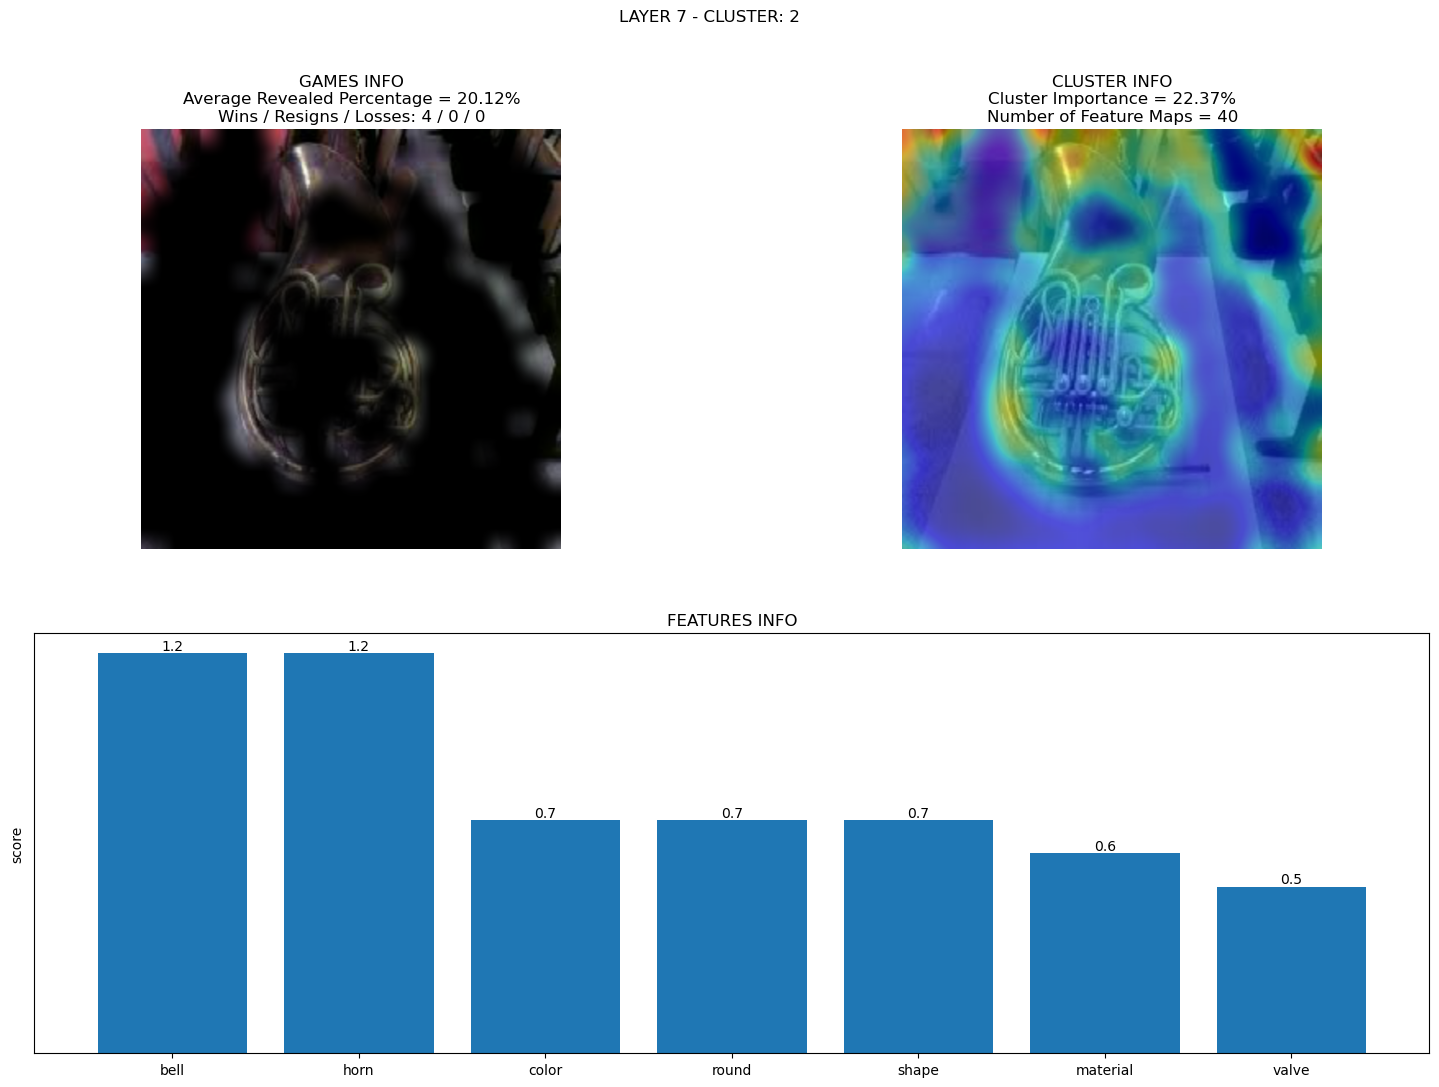 LAYER 7 - CLUSTER: 2
GAMES INFO
Average Revealed Percentage = 20.12%
Wins / Resigns / Losses: 4 / 0 / 0
CLUSTER INFO
Cluster Importance = 22.37%
Number of Feature Maps = 40
FEATURES INFO
score
1.2
1.2
0.7
0.7
0.7
0.6
0.5
bell
horn
color
round
shape
material
valve